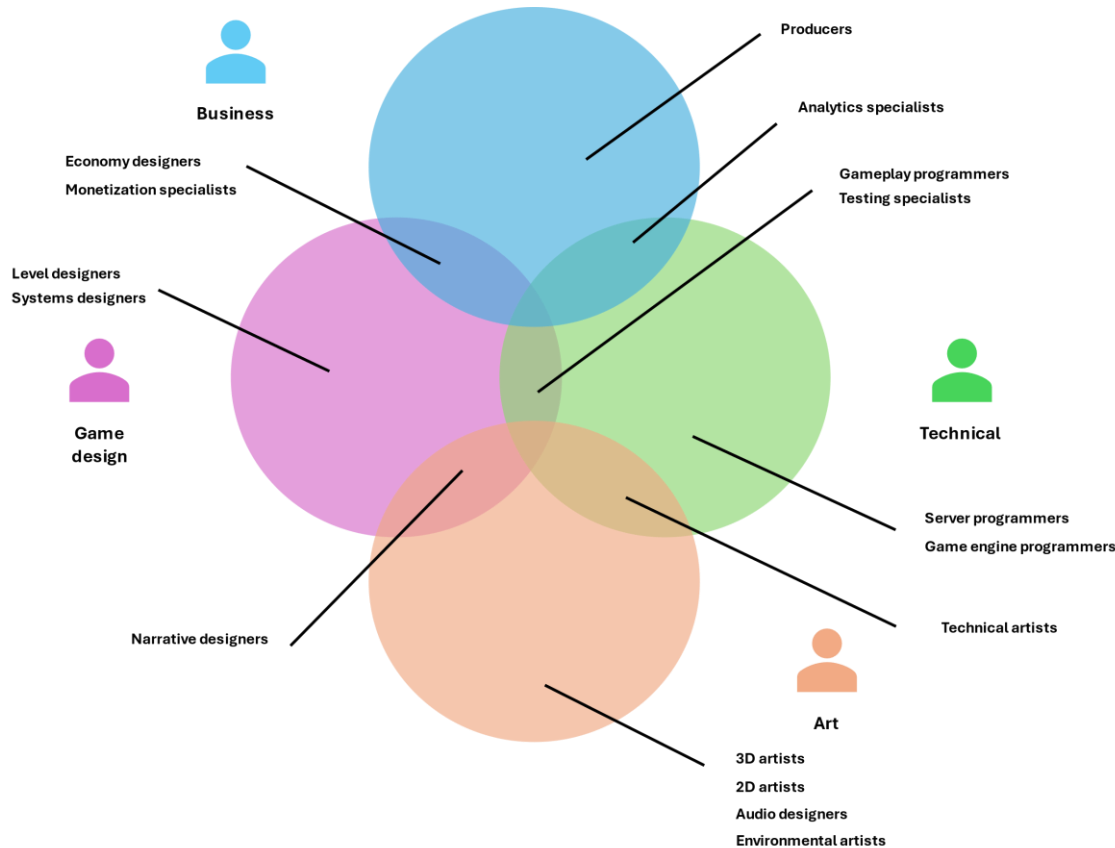 Producers
Business
Analytics specialists
Economy designers
Monetization specialists
Gameplay programmers
Testing specialists
Level designers
Systems designers
Game
design
Technical
Server programmers
Game engine programmers
Narrative designers
Technical artists
Art
3D artists
2D artists
Audio designers
Environmental artists